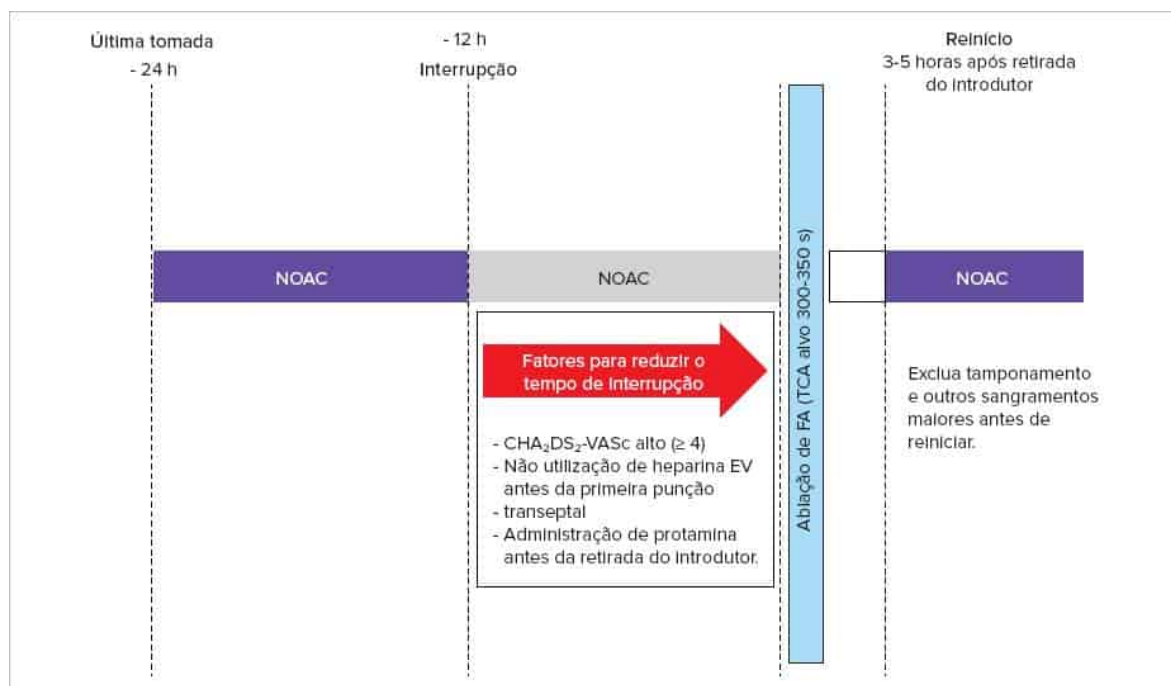 Última tomada
- 24 h
- 12 h
Interrupção
Reinício
3-5 horas após retirada
do introdutor
NOAC
NOAC
Ablação de FA (TCA alvo 300-350 s)
NOAC
Fatores para reduzir o
tempo de interrupção
- CHA₂DS₂-VASc alto (≥ 4)
- Não utilização de heparina EV
antes da primeira punção
- transeptal
- Administração de protamina
antes da retirada do introdutor.
Exclua tamponamento
e outros sangramentos
maiores antes de
reiniciar.